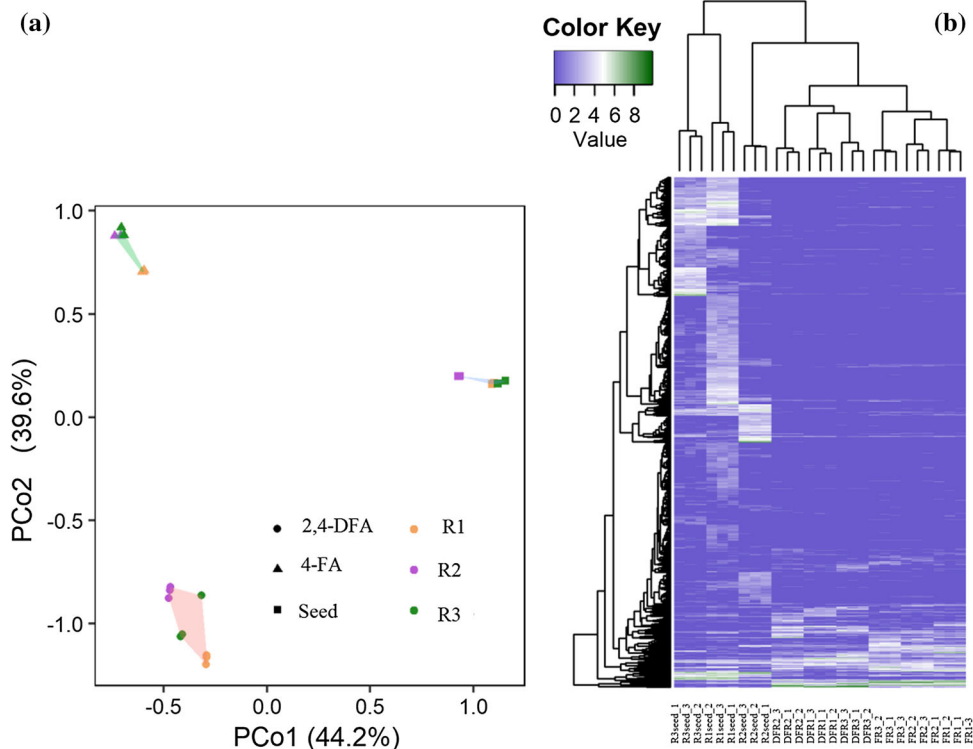 (a)
(b)
Color Key
0 2 4 6 8
Value
1.0
0.5
0.0
-0.5
-1.0
PCo2 (39.6%)
2,4-DFA
4-FA
Seed
R1
R2
R3
-0.5 0.0 0.5 1.0
PCo1 (44.2%)
R3seed_1
R3seed_3
R3seed_2
R1seed_2
R1seed_3
R1seed_1
R2seed_3
R2seed_2
R2seed_1
DFR2_3
DFR2_1
DFR2_2
DFR1_3
DFR1_1
DFR1_2
DFR3_3
DFR3_1
DFR3_2
FR3_2
FR3_1
FR3_3
FR2_2
FR2_3
FR2_1
FR1_2
FR1_1
FR1-3